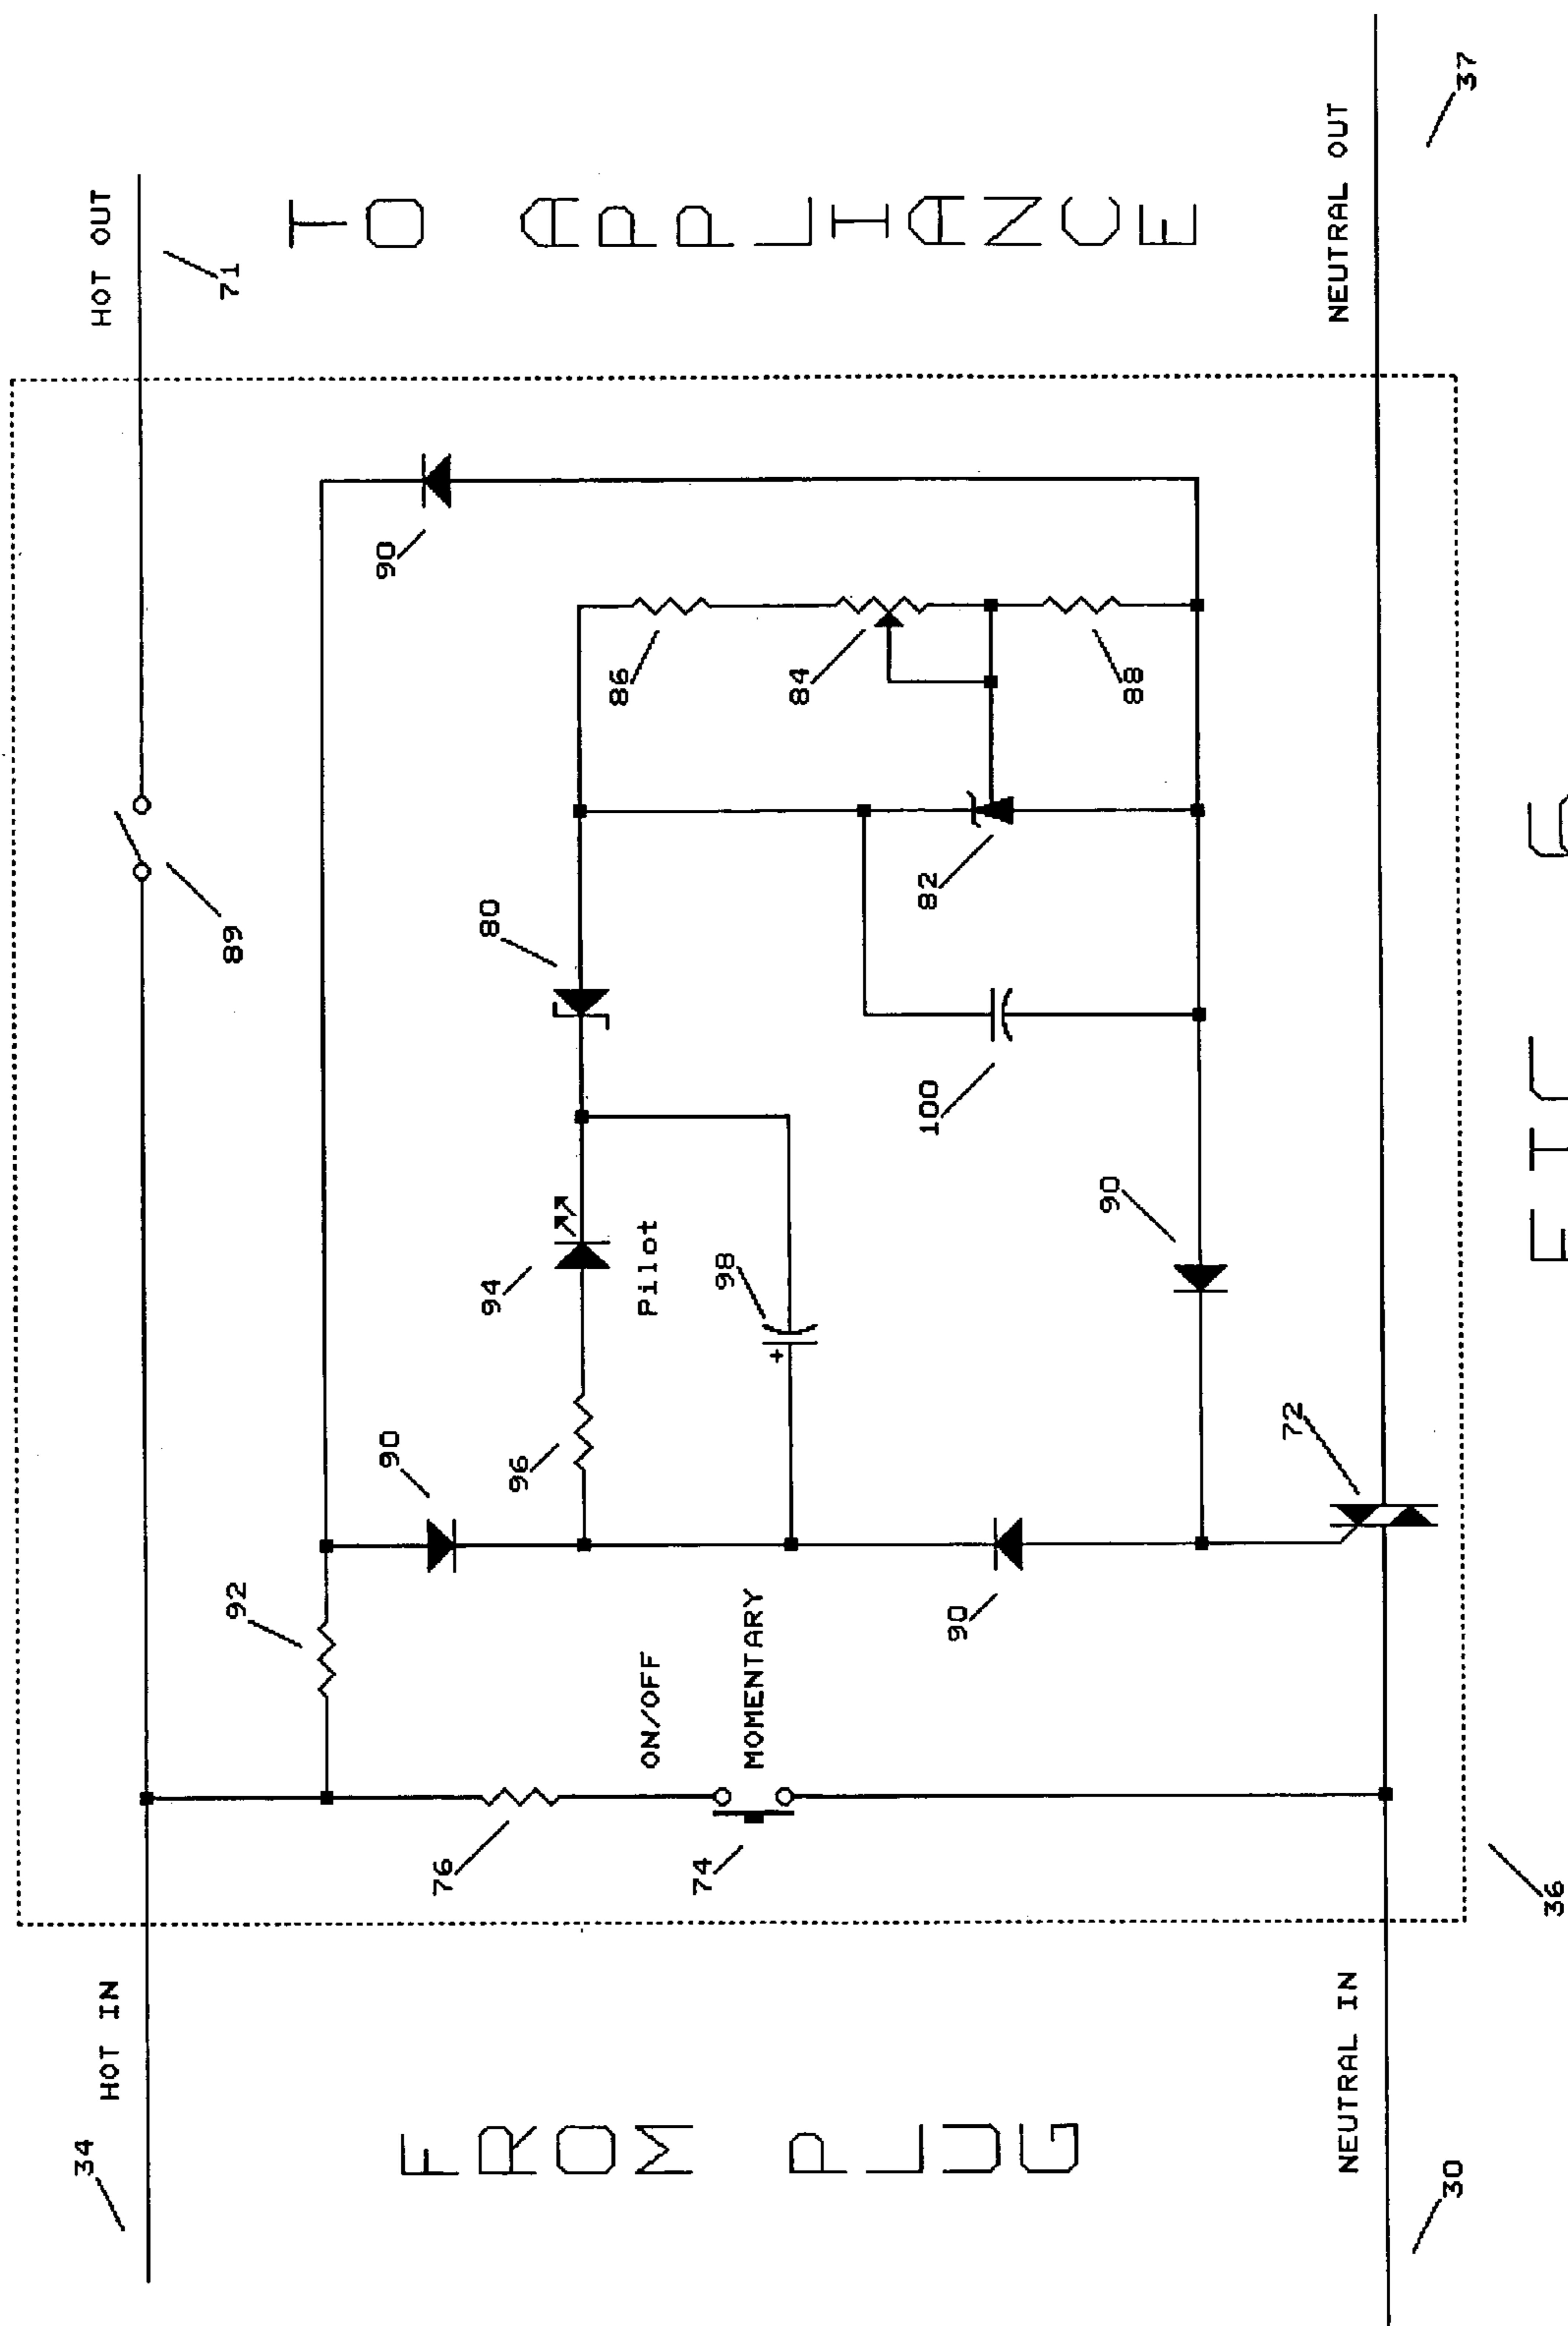 34
HOT IN
HOT OUT
71
89
92
90
90
FROM PLUG
TO APPLIANCE
76
96
94
80
86
ON/OFF
Pilot
74
MOMENTARY
98
84
90
100
82
88
90
72
NEUTRAL IN
NEUTRAL OUT
30
37
36